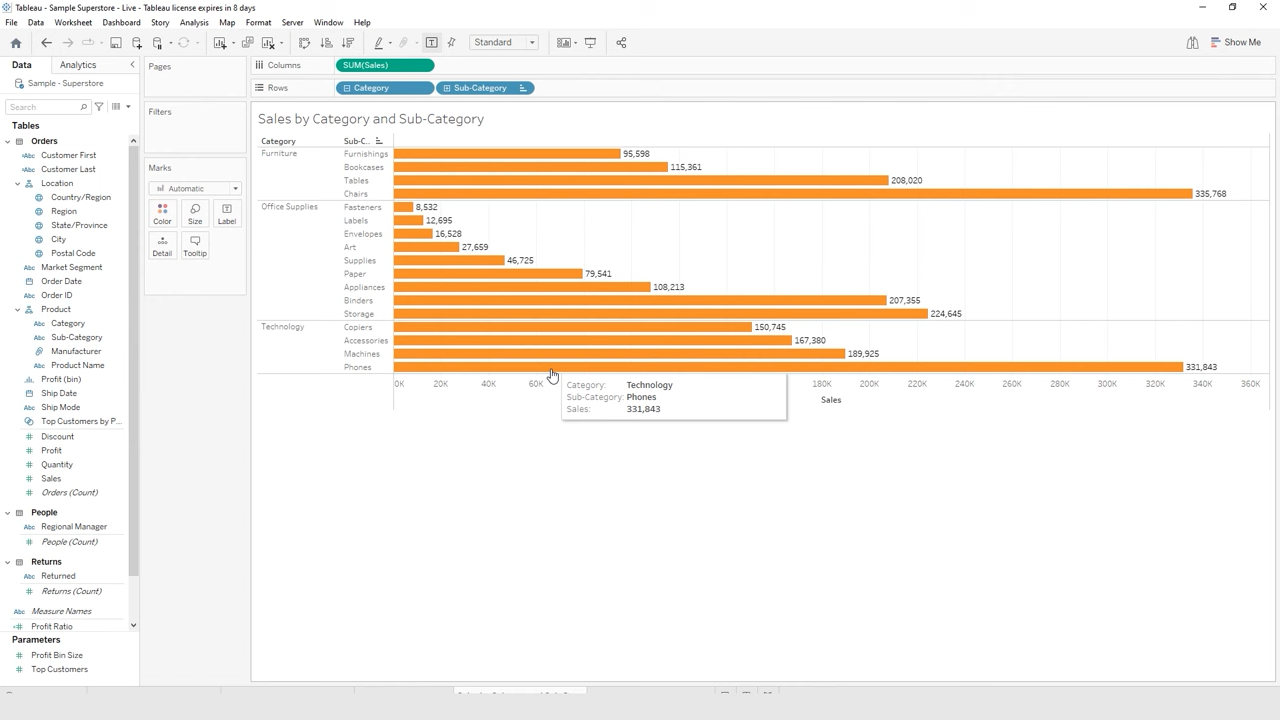 Tableau - Sample Superstore - Live - Tableau license expires in 8 days
File Data Worksheet Dashboard Story Analysis Map Format Server Window Help
Standard Show Me
Data Analytics
Sample - Superstore
Search
Tables
Orders
Customer First
Customer Last
Location
Country/Region
Region
State/Province
City
Postal Code
Market Segment
Order Date
Order ID
Product
Category
Sub-Category
Manufacturer
Product Name
Profit (bin)
Ship Date
Ship Mode
Top Customers by P...
Discount
Profit
Quantity
Sales
Orders (Count)
People
Regional Manager
People (Count)
Returns
Returned
Returns (Count)
Measure Names
Profit Ratio
Parameters
Profit Bin Size
Top Customers
Pages
Filters
Marks
Automatic
Color Size Label
Detail Tooltip
Columns SUM(Sales)
Rows Category Sub-Category
Sales by Category and Sub-Category
Category Sub-C..
Furniture Furnishings 95,598
Bookcases 115,361
Tables 208,020
Chairs 335,768
Office Supplies Fasteners 8,532
Labels 12,695
Envelopes 16,528
Art 27,659
Supplies 46,725
Paper 79,541
Appliances 108,213
Binders 207,355
Storage 224,645
Technology Copiers 150,745
Accessories 167,380
Machines 189,925
Phones 331,843
0K 20K 40K 60K 180K 200K 220K 240K 260K 280K 300K 320K 340K 360K
Sales
Category: Technology
Sub-Category: Phones
Sales: 331,843